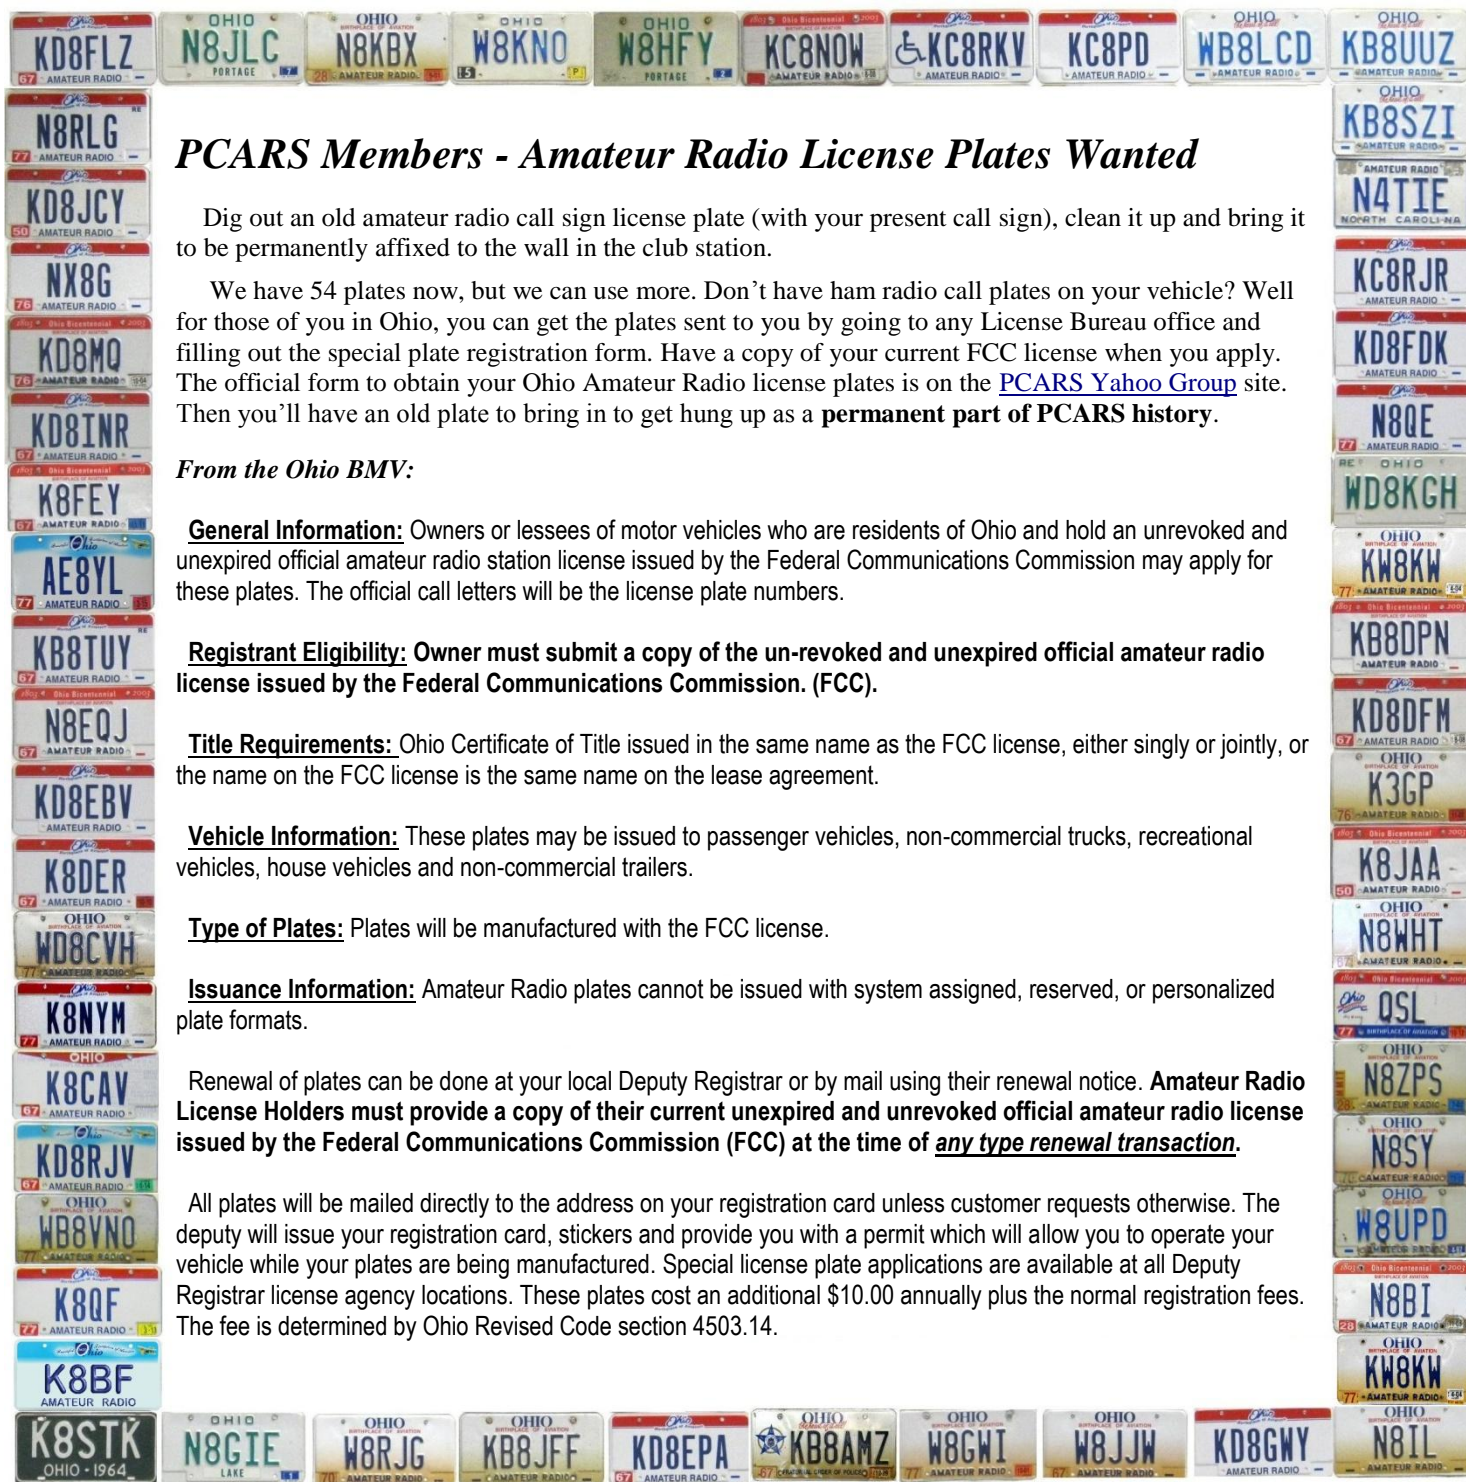 KD8FLZ
N8JLC
N8KBX
W8KNO
W8HFY
KC8NOW
KC8RKV
KC8PD
WB8LCD
KB8UUZ
N8RLG
KD8JCY
NX8G
KD8MQ
KD8INR
K8FEY
AE8YL
KB8TUY
N8EQJ
KD8EBV
K8DER
WD8CVH
K8NYM
K8CAV
KD8RJV
WB8VNO
K8QF
K8BF
AMATEUR RADIO
PCARS Members - Amateur Radio License Plates Wanted
Dig out an old amateur radio call sign license plate (with your present call sign), clean it up and bring it
to be permanently affixed to the wall in the club station.
We have 54 plates now, but we can use more. Don’t have ham radio call plates on your vehicle? Well
for those of you in Ohio, you can get the plates sent to you by going to any License Bureau office and
filling out the special plate registration form. Have a copy of your current FCC license when you apply.
The official form to obtain your Ohio Amateur Radio license plates is on the PCARS Yahoo Group site.
Then you’ll have an old plate to bring in to get hung up as a permanent part of PCARS history.
From the Ohio BMV:
General Information: Owners or lessees of motor vehicles who are residents of Ohio and hold an unrevoked and
unexpired official amateur radio station license issued by the Federal Communications Commission may apply for
these plates. The official call letters will be the license plate numbers.
Registrant Eligibility: Owner must submit a copy of the un-revoked and unexpired official amateur radio
license issued by the Federal Communications Commission. (FCC).
Title Requirements: Ohio Certificate of Title issued in the same name as the FCC license, either singly or jointly, or
the name on the FCC license is the same name on the lease agreement.
Vehicle Information: These plates may be issued to passenger vehicles, non-commercial trucks, recreational
vehicles, house vehicles and non-commercial trailers.
Type of Plates: Plates will be manufactured with the FCC license.
Issuance Information: Amateur Radio plates cannot be issued with system assigned, reserved, or personalized
plate formats.
Renewal of plates can be done at your local Deputy Registrar or by mail using their renewal notice. Amateur Radio
License Holders must provide a copy of their current unexpired and unrevoked official amateur radio license
issued by the Federal Communications Commission (FCC) at the time of any type renewal transaction.
All plates will be mailed directly to the address on your registration card unless customer requests otherwise. The
deputy will issue your registration card, stickers and provide you with a permit which will allow you to operate your
vehicle while your plates are being manufactured. Special license plate applications are available at all Deputy
Registrar license agency locations. These plates cost an additional $10.00 annually plus the normal registration fees.
The fee is determined by Ohio Revised Code section 4503.14.
KB8SZI
N4TIE
NORTH CAROLINA
KC8RJR
KD8FDK
N8QE
WD8KGH
KW8KW
KB8DPN
KD8DFM
K3GP
K8JAA
N8WHT
QSL
N8ZPS
N8SY
W8UPD
N8BI
KW8KW
K8STK
OHIO · 1964
N8GIE
LAKE
W8RJG
KB8JFF
KD8EPA
KB8AMZ
W8GWI
W8JJW
KD8GWY
N8IL